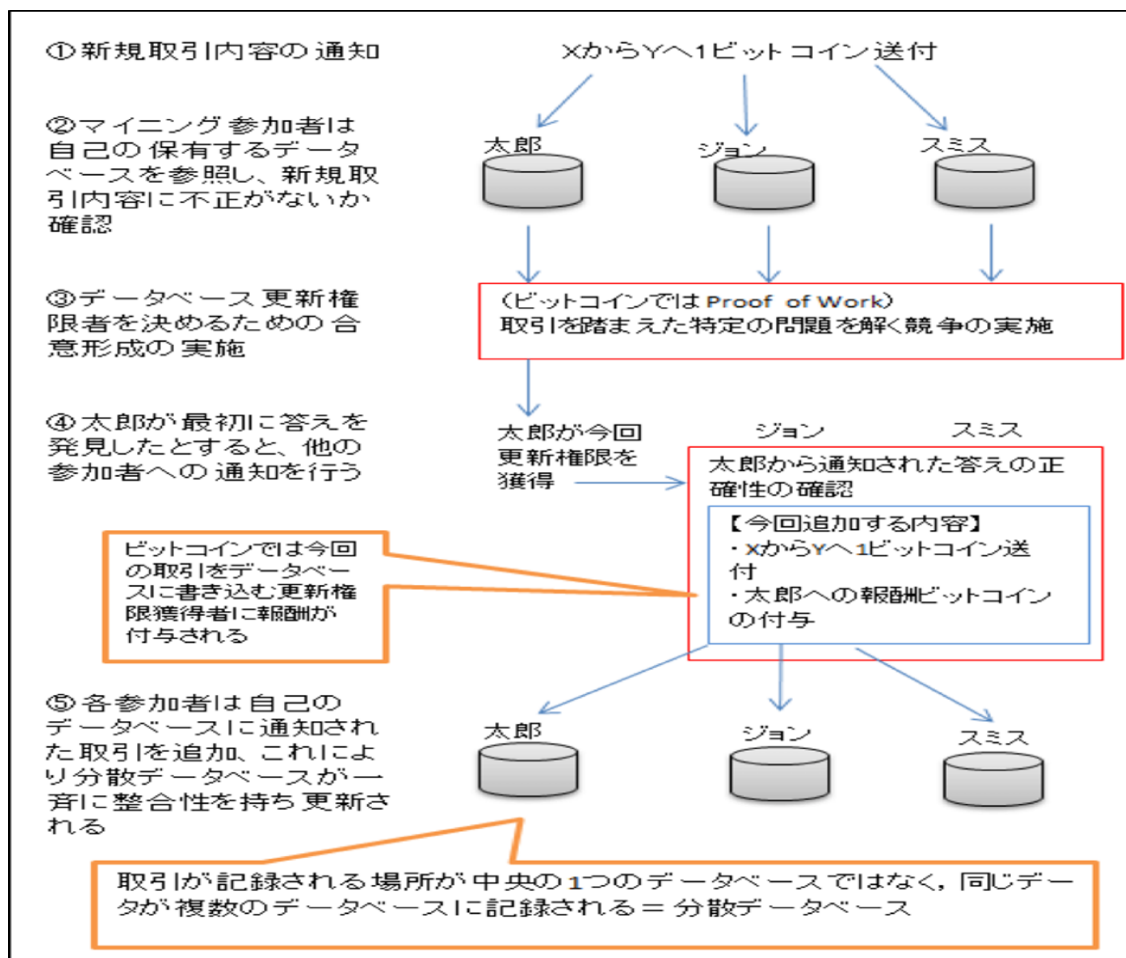 ①新規取引内容の通知
XからYへ1ビットコイン送付
②マイニング参加者は
自己の保有するデータ
ベースを参照し、新規取
引内容に不正がないか
確認
太郎
ジョン
スミス
③データベース更新権
限者を決めるための合
意形成の実施
（ビットコインではProof of Work）
取引を踏まえた特定の問題を解く競争の実施
④太郎が最初に答えを
発見したとすると、他の
参加者への通知を行う
太郎が今回
更新権限を
獲得
ジョン
スミス
太郎から通知された答えの正
確性の確認
【今回追加する内容】
・XからYへ1ビットコイン送
付
・太郎への報酬ビットコイン
の付与
ビットコインでは今回
の取引をデータベー
スに書き込む更新権
限獲得者に報酬が
付与される
⑤各参加者は自己の
データベースに通知され
た取引を追加、これによ
り分散データベースが一
斉に整合性を持ち更新さ
れる
太郎
ジョン
スミス
取引が記録される場所が中央の1つのデータベースではなく，同じデー
タが複数のデータベースに記録される＝分散データベース